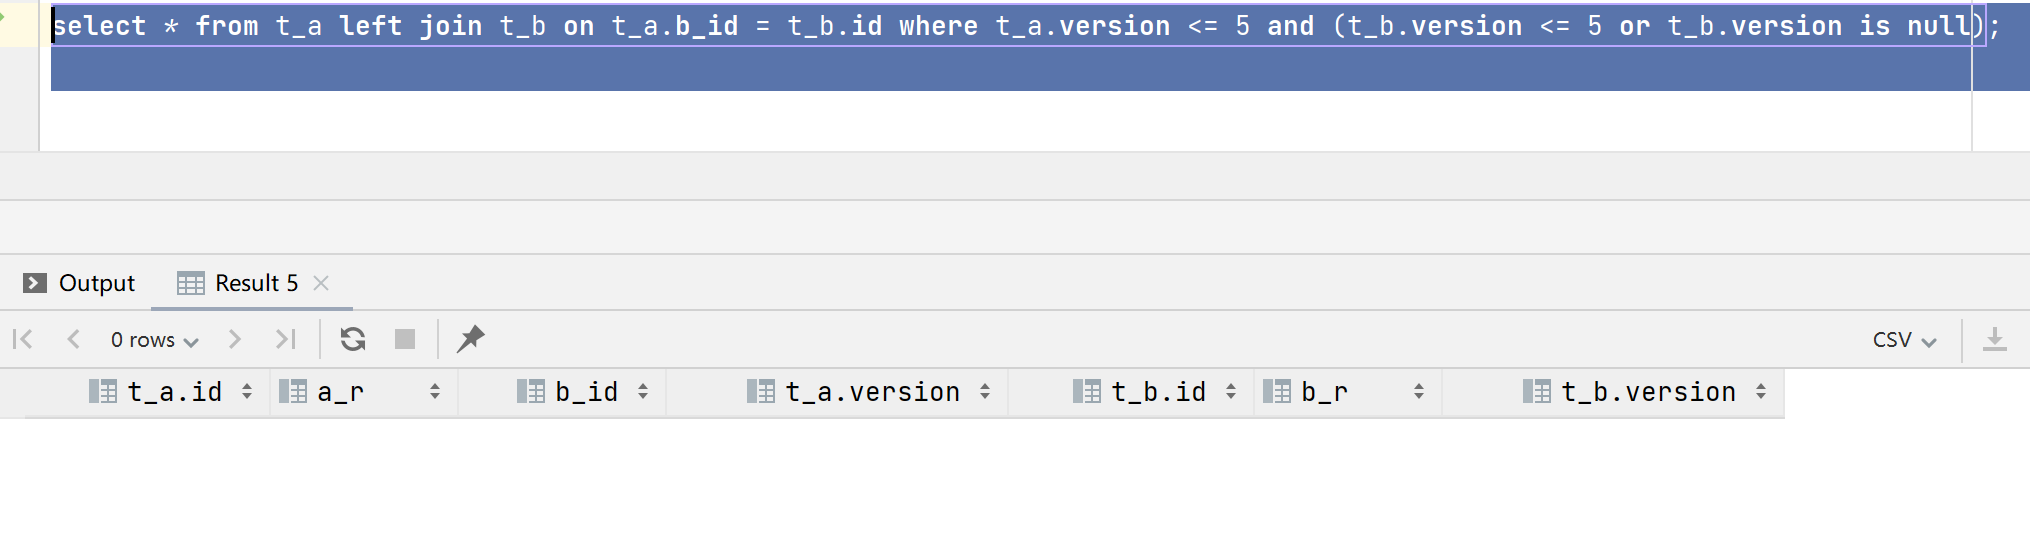 select * from t_a left join t_b on t_a.b_id = t_b.id where t_a.version <= 5 and (t_b.version <= 5 or t_b.version is null);
Output Result 5
0 rows CSV
t_a.id a_r b_id t_a.version t_b.id b_r t_b.version